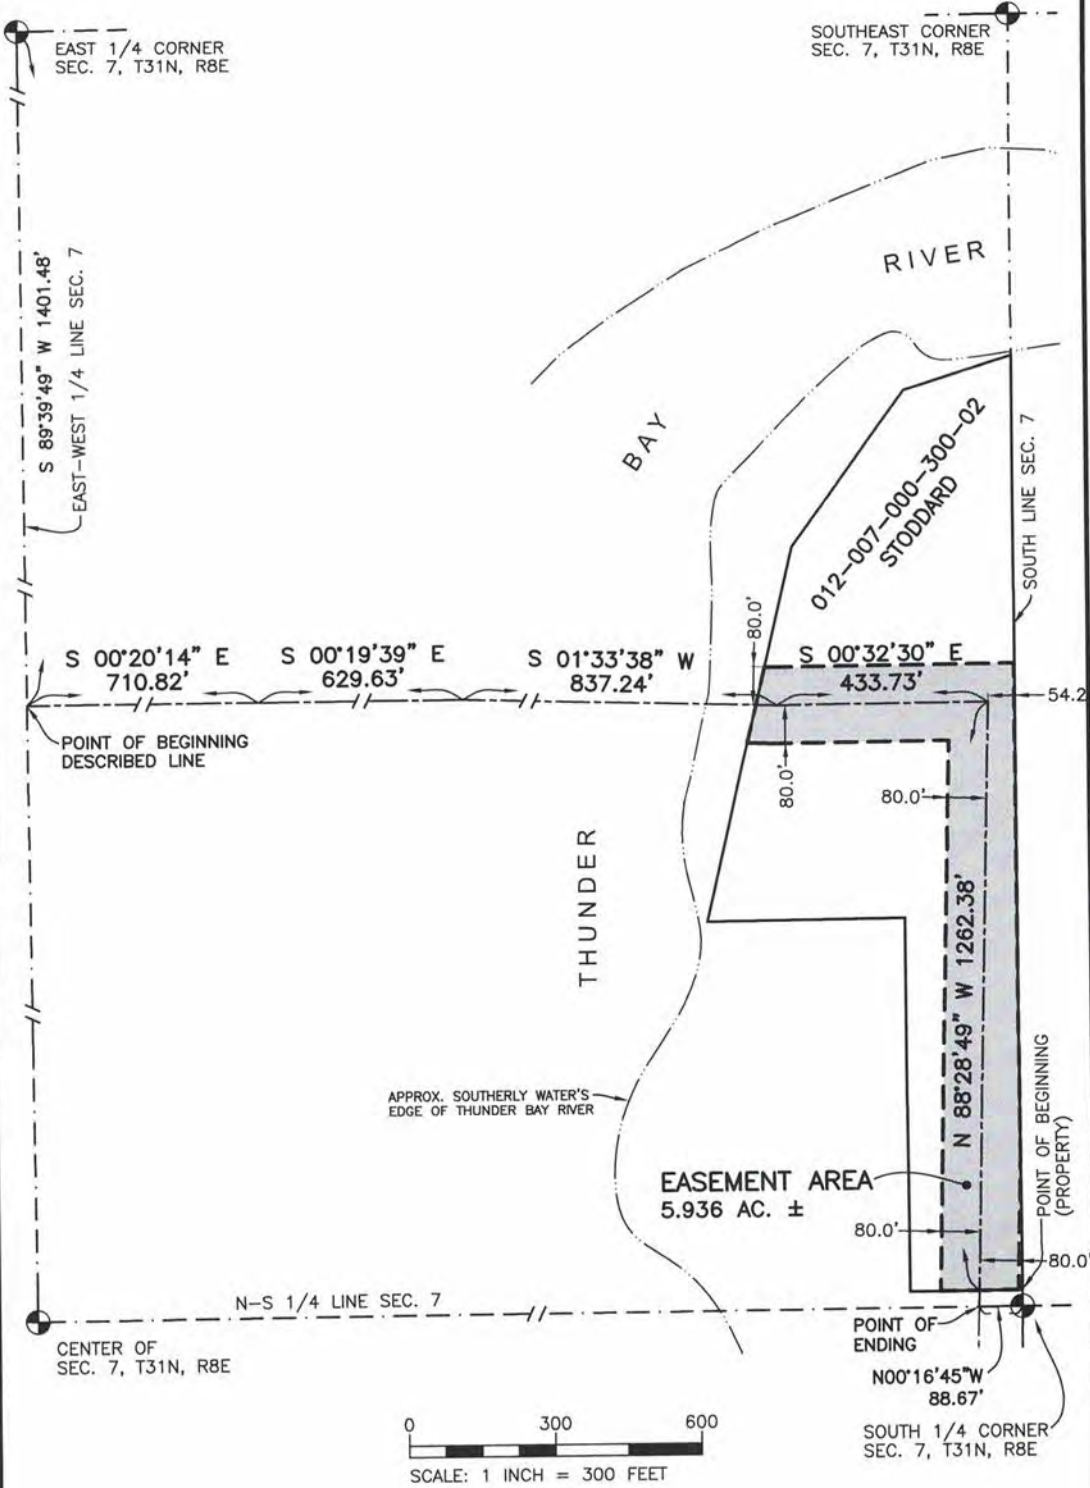 EAST 1/4 CORNER
SEC. 7, T31N, R8E
SOUTHEAST CORNER
SEC. 7, T31N, R8E
S 89°39'49" W 1401.48'
EAST-WEST 1/4 LINE SEC. 7
RIVER
BAY
THUNDER
012-007-000-300-02
STODDARD
SOUTH LINE SEC. 7
S 00°20'14" E
710.82'
S 00°19'39" E
629.63'
S 01°33'38" W
837.24'
80.0'
S 00°32'30" E
433.73'
54.2
POINT OF BEGINNING
DESCRIBED LINE
80.0'
80.0'
N 88°28'49" W 1262.38'
POINT OF BEGINNING
(PROPERTY)
APPROX. SOUTHERLY WATER'S
EDGE OF THUNDER BAY RIVER
EASEMENT AREA
5.936 AC. ±
80.0'
80.0'
N-S 1/4 LINE SEC. 7
CENTER OF
SEC. 7, T31N, R8E
POINT OF
ENDING
N00°16'45"W
88.67'
SOUTH 1/4 CORNER
SEC. 7, T31N, R8E
0 300 600
SCALE: 1 INCH = 300 FEET